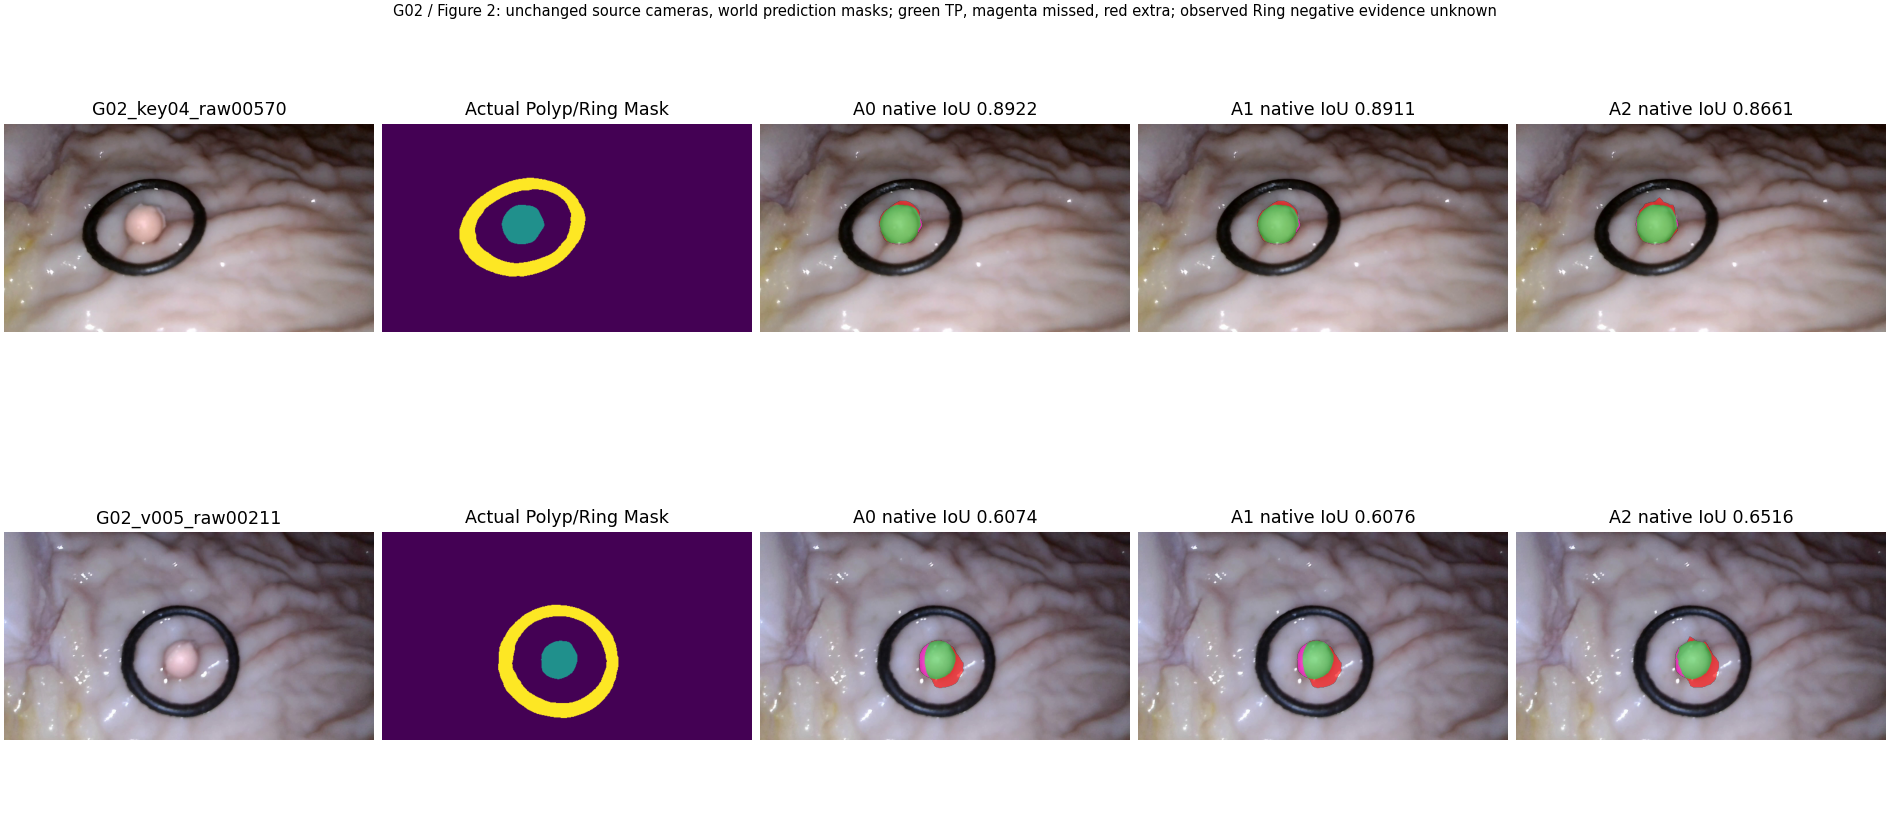 G02 / Figure 2: unchanged source cameras, world prediction masks; green TP, magenta missed, red extra; observed Ring negative evidence unknown
G02_key04_raw00570
Actual Polyp/Ring Mask
A0 native IoU 0.8922
A1 native IoU 0.8911
A2 native IoU 0.8661
G02_v005_raw00211
Actual Polyp/Ring Mask
A0 native IoU 0.6074
A1 native IoU 0.6076
A2 native IoU 0.6516